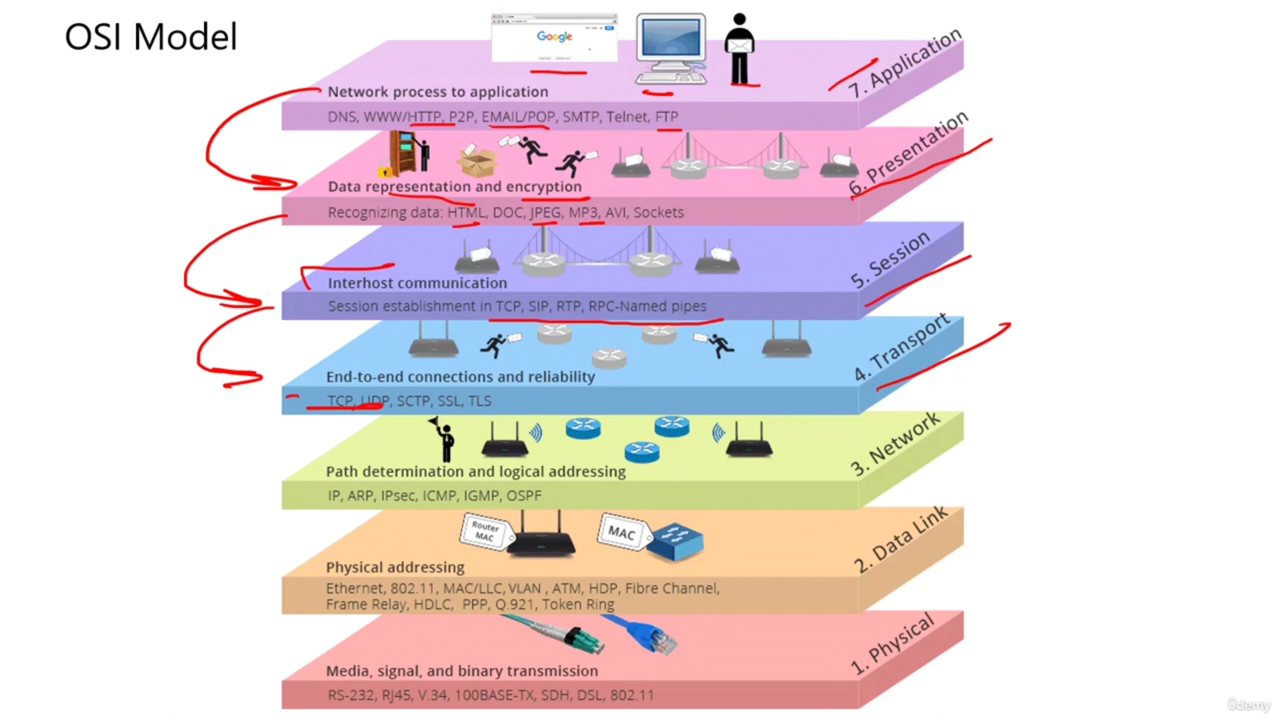 OSI Model
Google
7. Application
Network process to application
DNS, WWW/HTTP, P2P, EMAIL/POP, SMTP, Telnet, FTP
6. Presentation
Data representation and encryption
Recognizing data: HTML, DOC, JPEG, MP3, AVI, Sockets
5. Session
Interhost communication
Session establishment in TCP, SIP, RTP, RPC-Named pipes
4. Transport
End-to-end connections and reliability
TCP, UDP, SCTP, SSL, TLS
3. Network
Path determination and logical addressing
IP, ARP, IPsec, ICMP, IGMP, OSPF
2. Data Link
Router
MAC
MAC
Physical addressing
Ethernet, 802.11, MAC/LLC, VLAN , ATM, HDP, Fibre Channel,
Frame Relay, HDLC, PPP, Q.921, Token Ring
1. Physical
Media, signal, and binary transmission
RS-232, RJ45, V.34, 100BASE-TX, SDH, DSL, 802.11
ûdemy